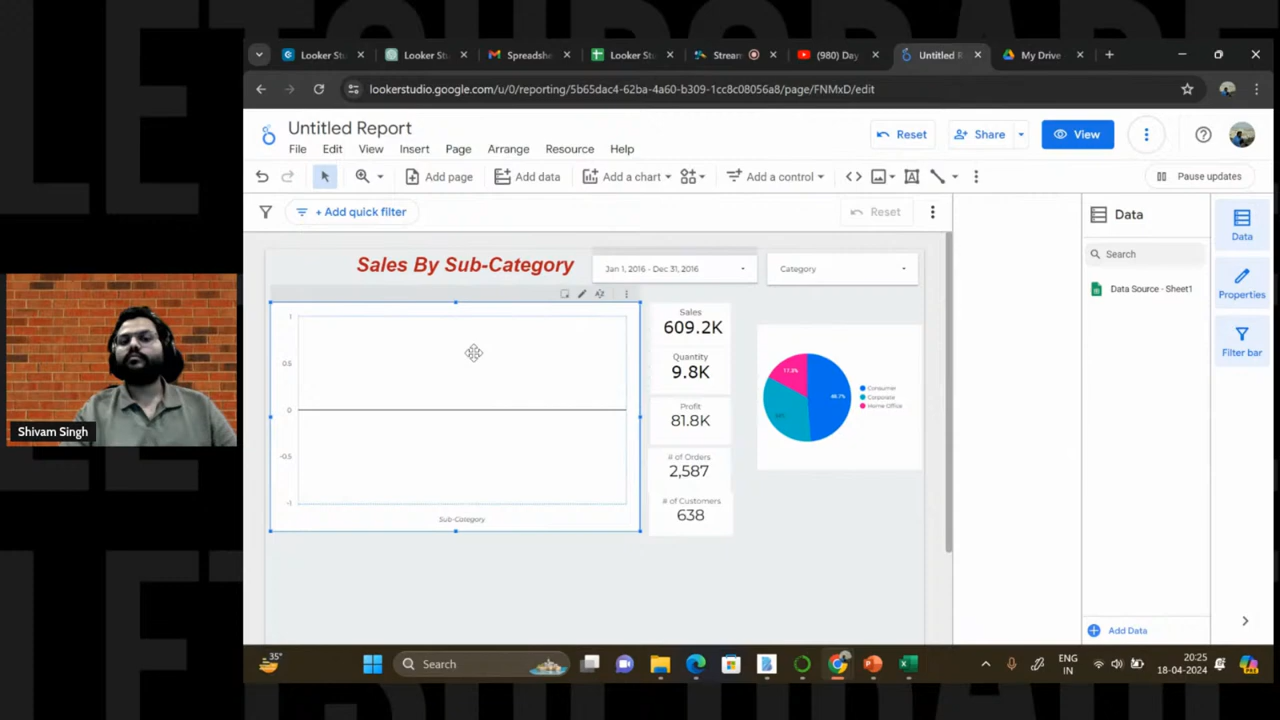 Looker Stu
Looker Stu
Spreadshe
Looker Stu
Stream
(980) Day
Untitled R
My Drive
lookerstudio.google.com/u/0/reporting/5b65dac4-62ba-4a60-b309-1cc8c08056a8/page/FNMxD/edit
Untitled Report
Reset
Share
View
File Edit View Insert Page Arrange Resource Help
Add page
Add data
Add a chart
Add a control
Pause updates
+ Add quick filter
Reset
Data
Data
Search
Properties
Data Source - Sheet1
Filter bar
Sales By Sub-Category
Jan 1, 2016 - Dec 31, 2016
Category
1
0.5
0
-0.5
-1
Sub-Category
Sales
609.2K
Quantity
9.8K
Profit
81.8K
# of Orders
2,587
# of Customers
638
Consumer
Corporate
Home Office
Shivam Singh
Add Data
35°
Search
ENG
IN
20:25
18-04-2024